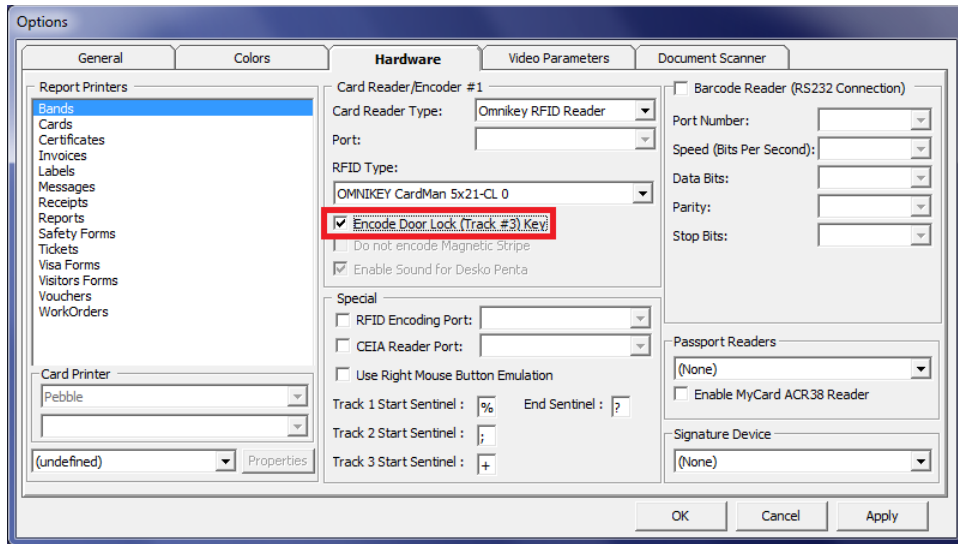 Options
General
Colors
Hardware
Video Parameters
Document Scanner
Report Printers
Bands
Cards
Certificates
Invoices
Labels
Messages
Receipts
Reports
Safety Forms
Tickets
Visa Forms
Visitors Forms
Vouchers
WorkOrders
Card Printer
Pebble
(undefined)
Properties
Card Reader/Encoder #1
Card Reader Type: Omnikey RFID Reader
Port:
RFID Type:
OMNIKEY CardMan 5x21-CL 0
Encode Door Lock (Track #3) Key
Do not encode Magnetic Stripe
Enable Sound for Desko Penta
Special
RFID Encoding Port:
CEIA Reader Port:
Use Right Mouse Button Emulation
Track 1 Start Sentinel : % End Sentinel : ?
Track 2 Start Sentinel : ;
Track 3 Start Sentinel : +
Barcode Reader (RS232 Connection)
Port Number:
Speed (Bits Per Second):
Data Bits:
Parity:
Stop Bits:
Passport Readers
(None)
Enable MyCard ACR38 Reader
Signature Device
(None)
OK
Cancel
Apply